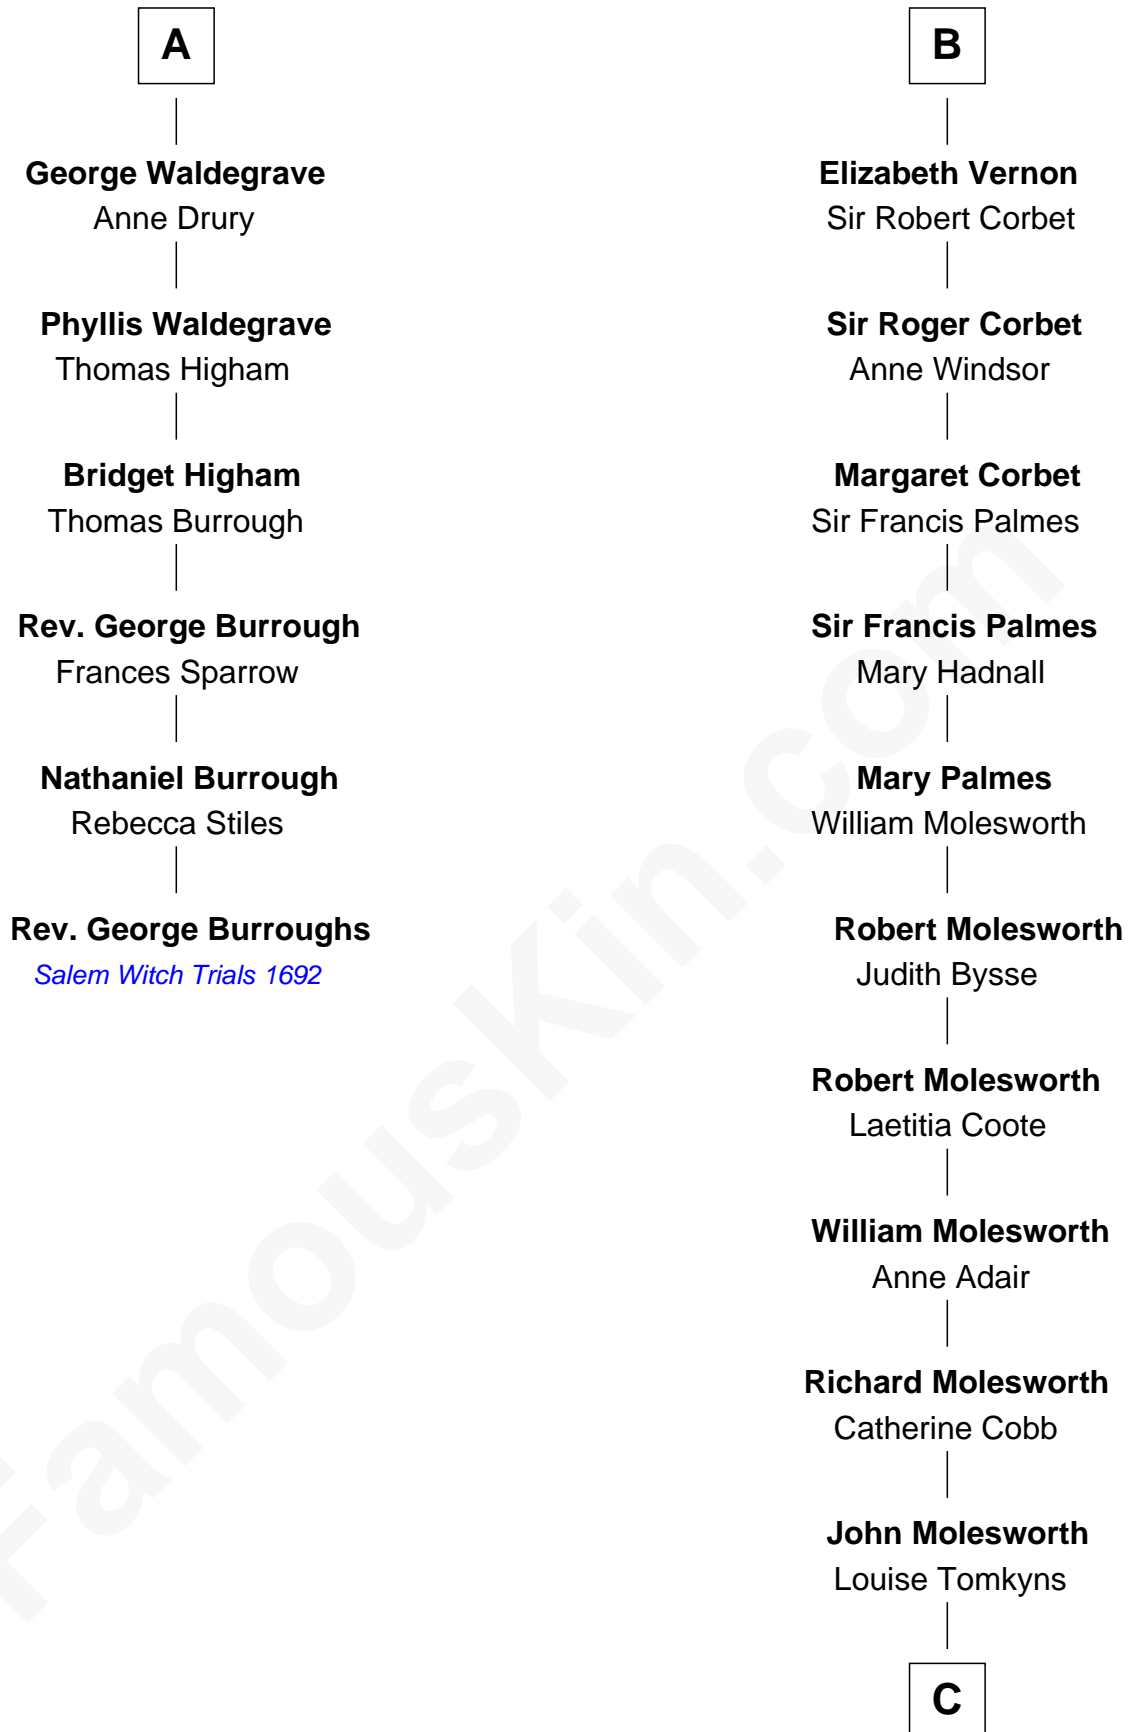 A
George Waldegrave
Anne Drury
Phyllis Waldegrave
Thomas Higham
Bridget Higham
Thomas Burrough
Rev. George Burrough
Frances Sparrow
Nathaniel Burrough
Rebecca Stiles
Rev. George Burroughs
Salem Witch Trials 1692
B
Elizabeth Vernon
Sir Robert Corbet
Sir Roger Corbet
Anne Windsor
Margaret Corbet
Sir Francis Palmes
Sir Francis Palmes
Mary Hadnall
Mary Palmes
William Molesworth
Robert Molesworth
Judith Bysse
Robert Molesworth
Laetitia Coote
William Molesworth
Anne Adair
Richard Molesworth
Catherine Cobb
John Molesworth
Louise Tomkyns
C
FamousKin.com